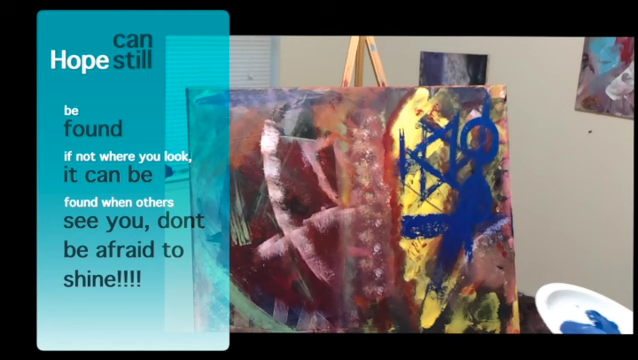 can
Hope still
be
found
if not where you look,
it can be
found when others
see you, dont
be afraid to
shine!!!!